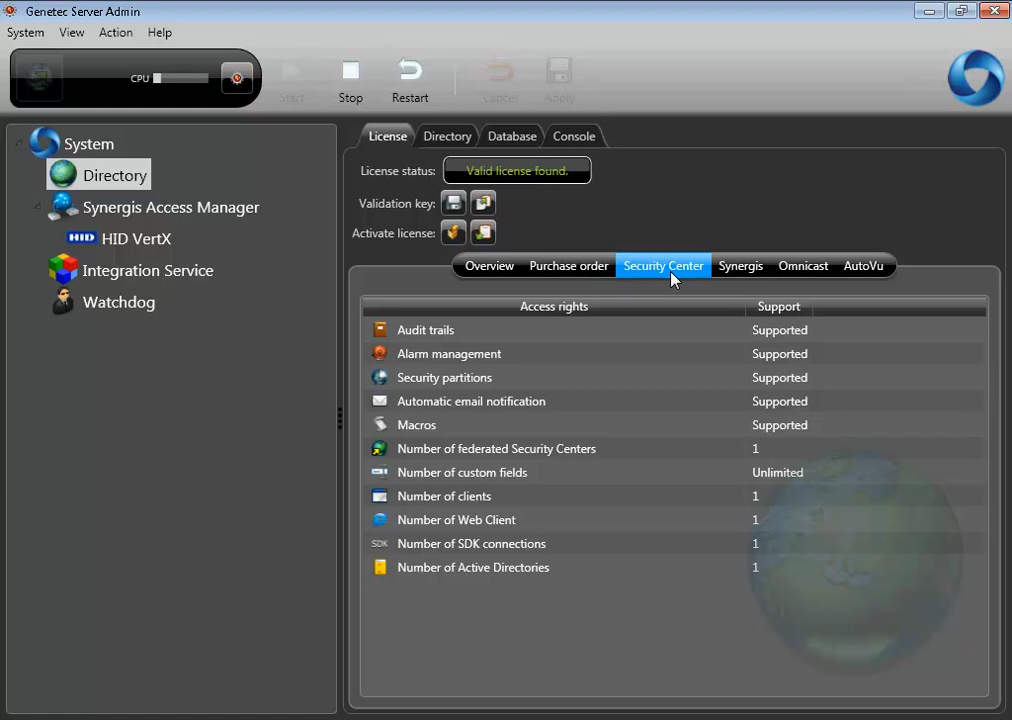 Genetec Server Admin
System View Action Help
CPU
Start Stop Restart Cancel Apply
System
Directory
Synergis Access Manager
HID HID VertX
Integration Service
Watchdog
License Directory Database Console
License status: Valid license found.
Validation key:
Activate license:
Overview Purchase order Security Center Synergis Omnicast AutoVu
Access rights Support
Audit trails Supported
Alarm management Supported
Security partitions Supported
Automatic email notification Supported
Macros Supported
Number of federated Security Centers 1
Number of custom fields Unlimited
Number of clients 1
Number of Web Client 1
SDK Number of SDK connections 1
Number of Active Directories 1